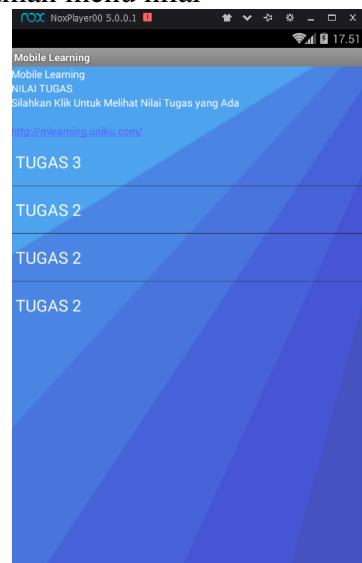 NOX NoxPlayer00 5.0.0.1
17.51
Mobile Learning
Mobile Learning
NILAI TUGAS
Silahkan Klik Untuk Melihat Nilai Tugas yang Ada
http://mlearning.uniku.com/
TUGAS 3
TUGAS 2
TUGAS 2
TUGAS 2